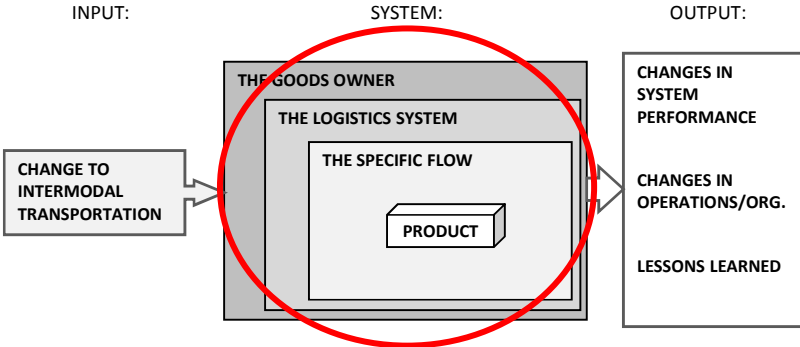 INPUT:
SYSTEM:
OUTPUT:
THE GOODS OWNER
THE LOGISTICS SYSTEM
THE SPECIFIC FLOW
PRODUCT
CHANGE TO
INTERMODAL
TRANSPORTATION
CHANGES IN
SYSTEM
PERFORMANCE
CHANGES IN
OPERATIONS/ORG.
LESSONS LEARNED